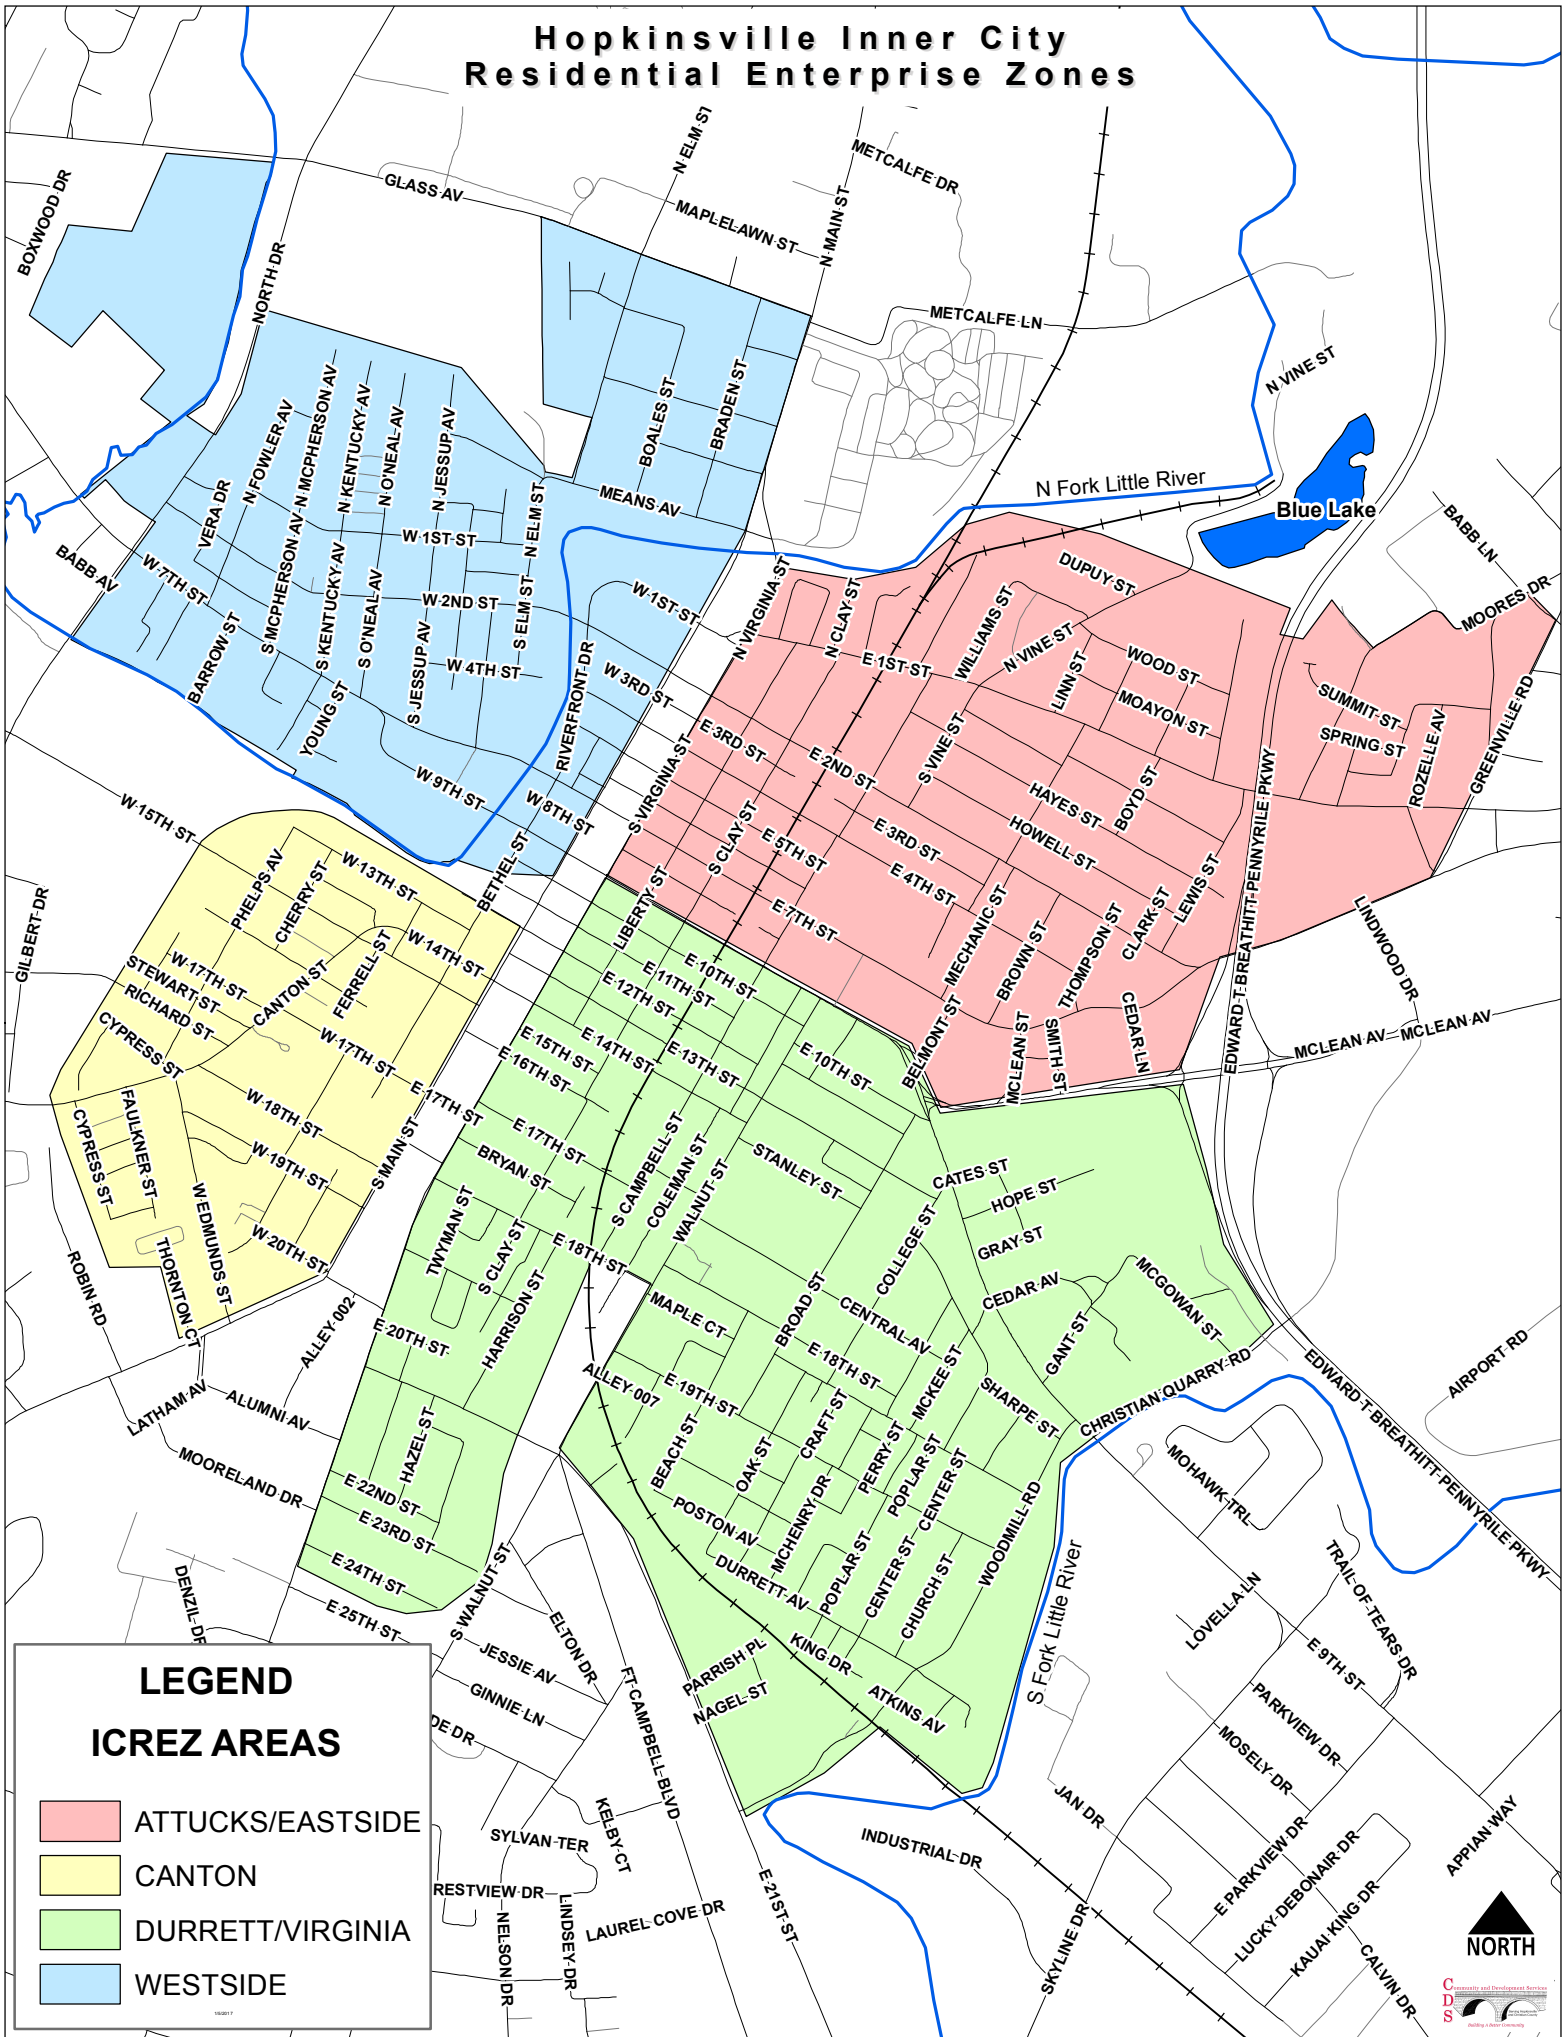 Hopkinsville Inner City
Residential Enterprise Zones
N ELM ST
METCALFE DR
BOXWOOD DR
GLASS AV
MAPLELAWN ST
N MAIN ST
NORTH DR
METCALFE LN
N VINE ST
N FOWLER AV
N MCPHERSON AV
N KENTUCKY AV
N O'NEAL AV
N JESSUP AV
BOALES ST
BRADEN ST
VERA DR
MEANS AV
N Fork Little River
Blue Lake
BABB LN
W 1ST ST
N ELM ST
BABB AV
W 7TH ST
S MCPHERSON AV
S KENTUCKY AV
S O'NEAL AV
W 2ND ST
S ELM ST
W 1ST ST
N VIRGINIA ST
N CLAY ST
DUPUY ST
MOORES DR
WILLIAMS ST
N VINE ST
BARROW ST
S JESSUP AV
W 4TH ST
RIVERFRONT DR
W 3RD ST
E 1ST ST
LINN ST
WOOD ST
MOAYON ST
SUMMIT ST
SPRING ST
ROZELLE AV
GREENVILLE RD
YOUNG ST
E 3RD ST
E 2ND ST
S VINE ST
W 9TH ST
W 8TH ST
S VIRGINIA ST
HAYES ST
BOYD ST
W 15TH ST
S CLAY ST
E 5TH ST
E 3RD ST
HOWELL ST
E 4TH ST
EDWARD T BREATHITT PENNYRILE PKWY
PHELPS AV
CHERRY ST
W 13TH ST
BETHEL ST
LIBERTY ST
E 7TH ST
MECHANIC ST
LEWIS ST
CLARK ST
GILBERT DR
W 14TH ST
BROWN ST
THOMPSON ST
LINDWOOD DR
W 17TH ST
STEWART ST
RICHARD ST
CANTON ST
FERRELL ST
E 10TH ST
E 11TH ST
E 12TH ST
CYPRESS ST
W 17TH ST
E 15TH ST
E 16TH ST
E 14TH ST
E 13TH ST
E 10TH ST
BELMONT ST
MCLEAN ST
SMITH ST
CEDAR LN
EDWARD T BREATHITT PENNYRILE PKWY
MCLEAN AV
MCLEAN AV
CYPRESS ST
FAULKNER ST
W 18TH ST
E 17TH ST
W 19TH ST
S MAIN ST
E 17TH ST
BRYAN ST
S CAMPBELL ST
COLEMAN ST
WALNUT ST
STANLEY ST
CATES ST
HOPE ST
GRAY ST
W EDMUNDS ST
W 20TH ST
TWYMAN ST
S CLAY ST
E 18TH ST
COLLEGE ST
CEDAR AV
MCGOWAN ST
ROBIN RD
THORNTON CT
ALLEY 002
E 20TH ST
HARRISON ST
MAPLE CT
BROAD ST
CENTRAL AV
GANT ST
E 18TH ST
MCKEE ST
CHRISTIAN QUARRY RD
EDWARD T BREATHITT PENNYRILE PKWY
AIRPORT RD
LATHAM AV
ALUMNI AV
ALLEY 007
E 19TH ST
SHARPE ST
HAZEL ST
BEACH ST
OAK ST
CRAFT ST
PERRY ST
POPLAR ST
CENTER ST
MOHAWK TRL
MOORELAND DR
E 22ND ST
E 23RD ST
POSTON AV
MCHENRY DR
WOODMILL RD
E 24TH ST
DURRETT AV
POPLAR ST
CENTER ST
CHURCH ST
S Fork Little River
TRAIL OF TEARS DR
DENZIL DR
E 25TH ST
S WALNUT ST
ELTON DR
LOVELLA LN
E 9TH ST
JESSIE AV
GINNIE LN
DE DR
FT CAMPBELL BLVD
PARRISH PL
NAGEL ST
KING DR
ATKINS AV
PARKVIEW DR
MOSELY DR
LEGEND
ICREZ AREAS
ATTUCKS/EASTSIDE
CANTON
DURRETT/VIRGINIA
WESTSIDE
1/5/2017
SYLVAN TER
KELBY CT
JAN DR
INDUSTRIAL DR
E PARKVIEW DR
LUCKY DEBONAIR DR
KAUAI KING DR
APPIAN WAY
RESTVIEW DR
NELSON DR
LINDSEY DR
LAUREL COVE DR
E 21ST ST
SKYLINE DR
CALVIN DR
NORTH
CDS
Community and Development Services
Building A Better Community